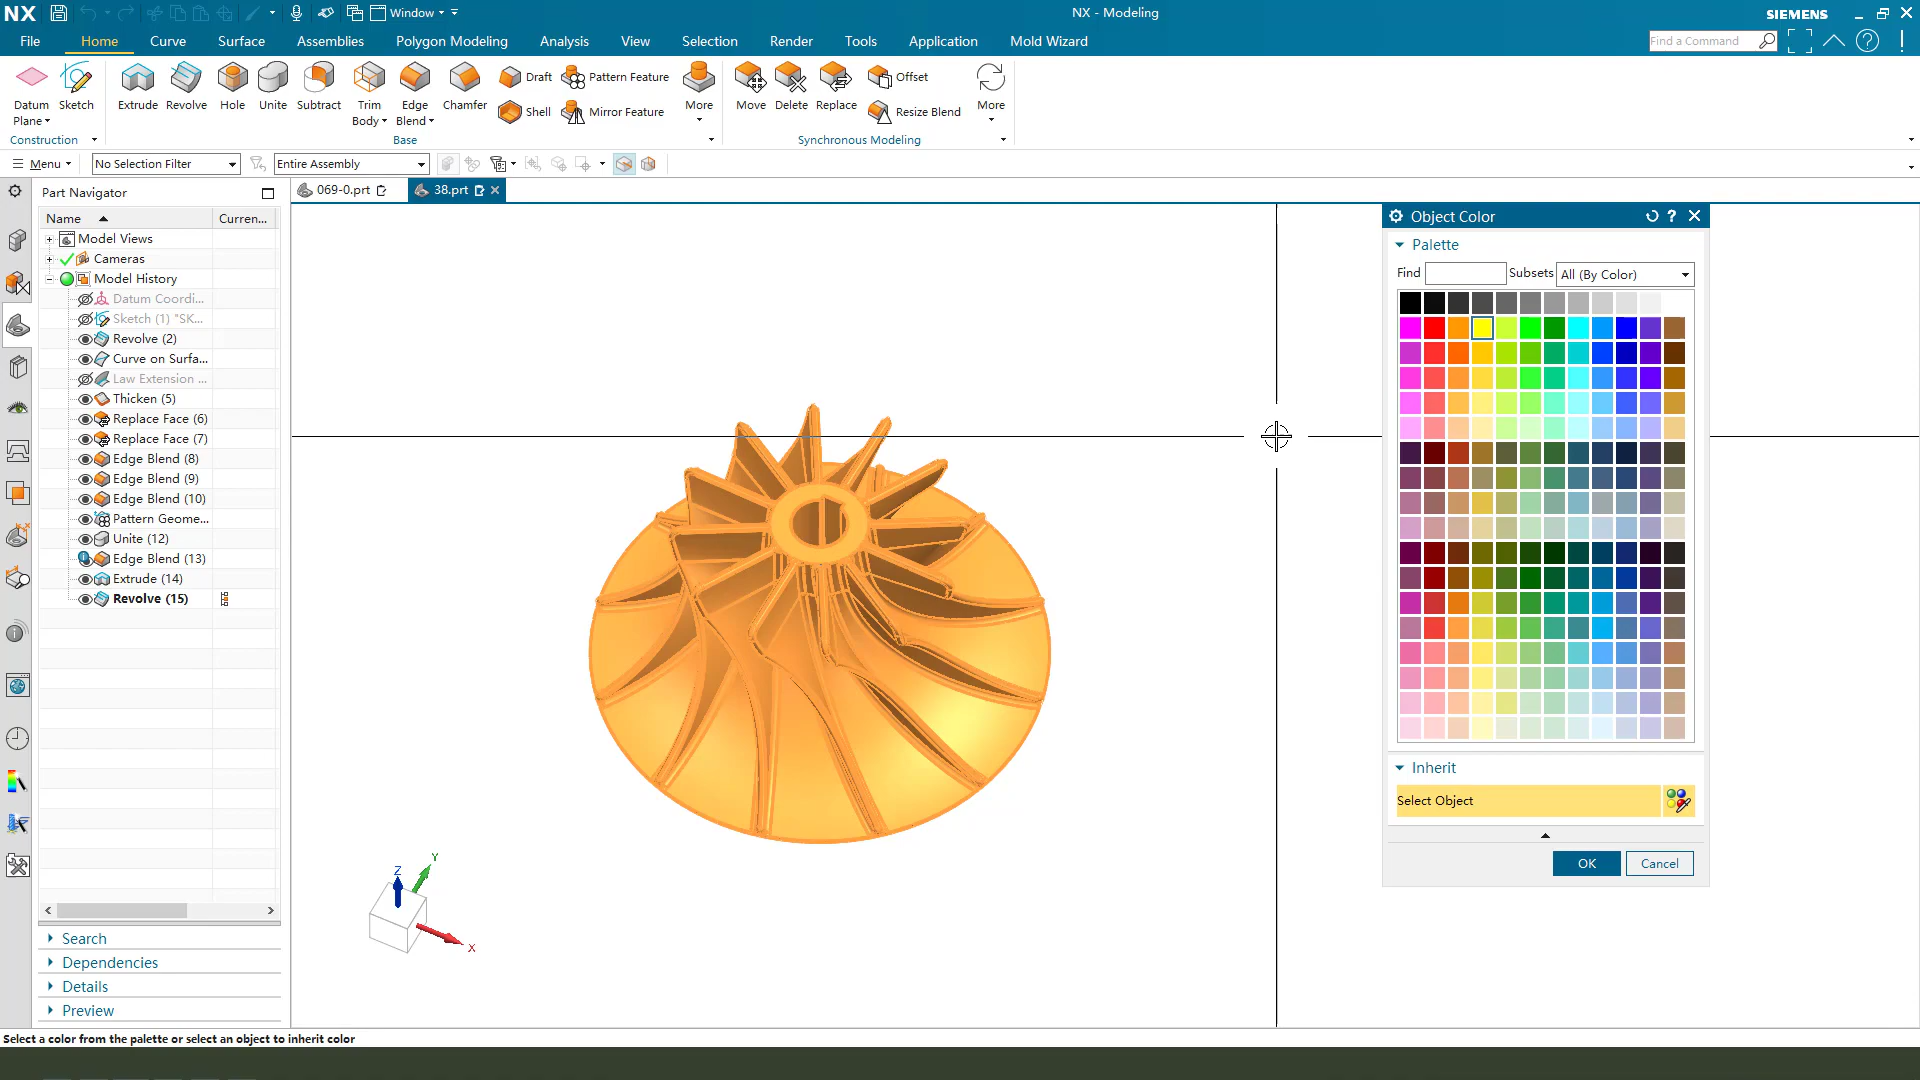 NX
Window
NX - Modeling
SIEMENS
File
Home
Curve
Surface
Assemblies
Polygon Modeling
Analysis
View
Selection
Render
Tools
Application
Mold Wizard
Find a Command
Datum Plane
Sketch
Extrude
Revolve
Hole
Unite
Subtract
Trim Body
Edge Blend
Chamfer
Draft
Shell
Pattern Feature
Mirror Feature
More
Move
Delete
Replace
Offset
Resize Blend
More
Construction
Base
Synchronous Modeling
Menu
No Selection Filter
Entire Assembly
Part Navigator
069-0.prt
38.prt
Name
Curren...
Model Views
Cameras
Model History
Datum Coordi...
Sketch (1) "SK...
Revolve (2)
Curve on Surfa...
Law Extension ...
Thicken (5)
Replace Face (6)
Replace Face (7)
Edge Blend (8)
Edge Blend (9)
Edge Blend (10)
Pattern Geome...
Unite (12)
Edge Blend (13)
Extrude (14)
Revolve (15)
Search
Dependencies
Details
Preview
Z
Y
X
Object Color
Palette
Find
Subsets
All (By Color)
Inherit
Select Object
OK
Cancel
Select a color from the palette or select an object to inherit color